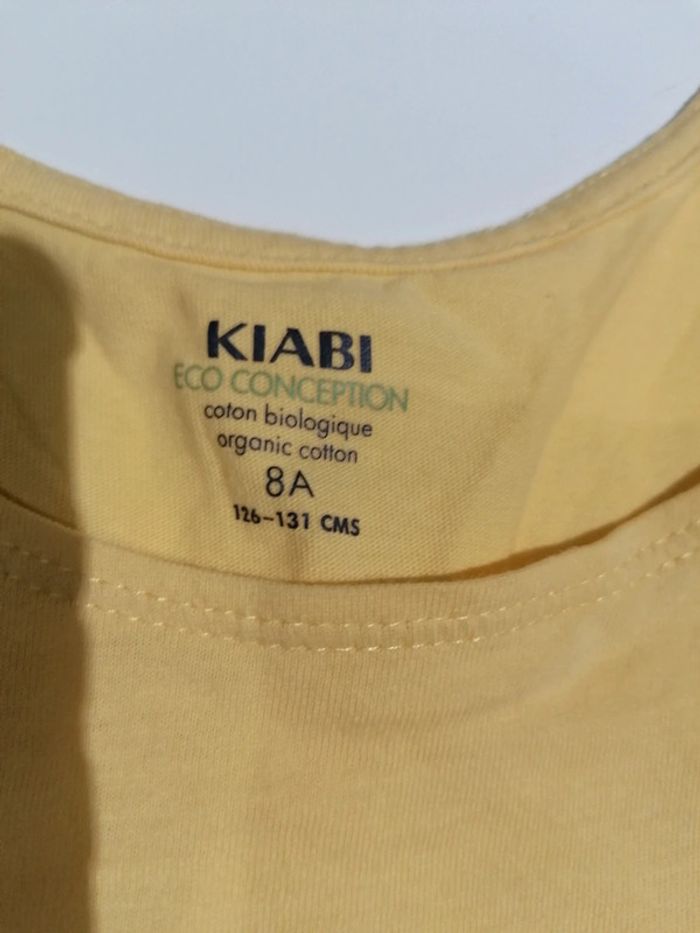 KIABI
ECO CONCEPTION
coton biologique
organic cotton
8A
126-131 CMS